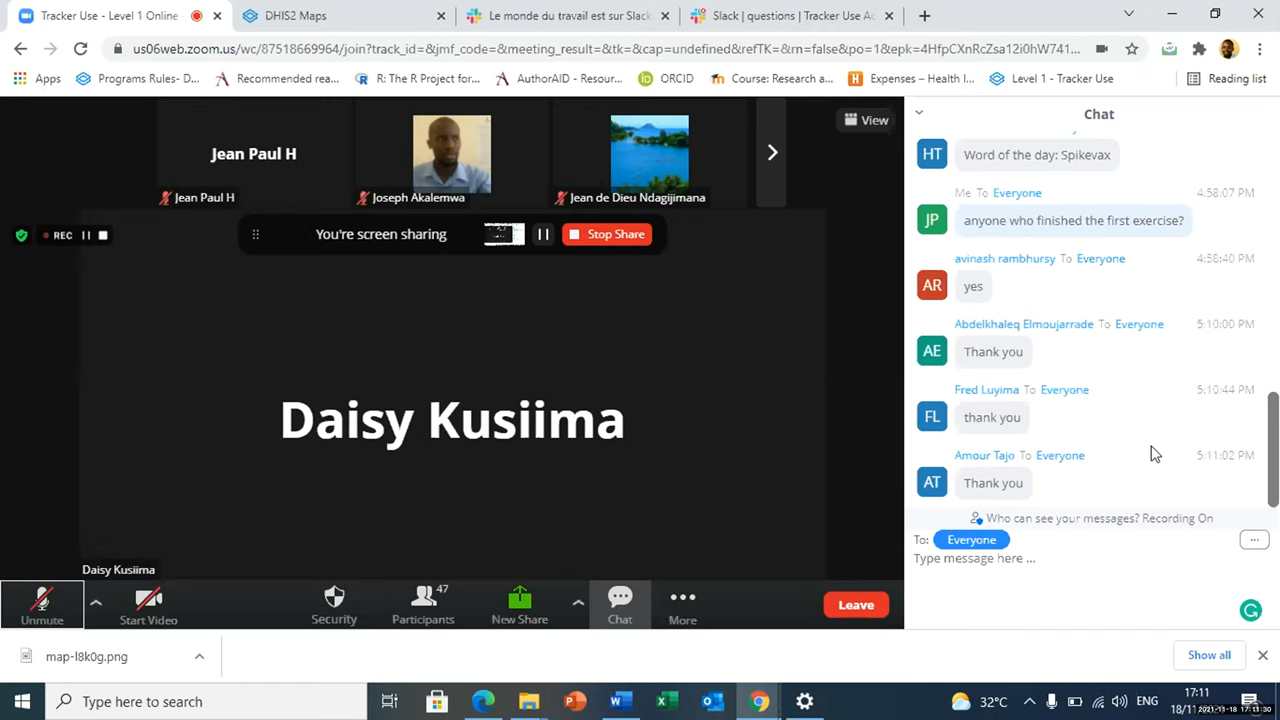 Tracker Use - Level 1 Online
DHIS2 Maps
Le monde du travail est sur Slack
Slack | questions | Tracker Use Ac
us06web.zoom.us/wc/87518669964/join?track_id=&jmf_code=&meeting_result=&tk=&cap=undefined&refTK=&rn=false&po=1&epk=4HfpCXnRcZsa12i0hW741...
Apps
Programs Rules- D...
Recommended rea...
R: The R Project for...
AuthorAID - Resour...
ORCID
Course: Research a...
Expenses – Health I...
Level 1 - Tracker Use
Reading list
Jean Paul H
Jean Paul H
Joseph Akalemwa
Jean de Dieu Ndagijimana
View
REC
You're screen sharing
Stop Share
Daisy Kusiima
Daisy Kusiima
Chat
HT
Word of the day: Spikevax
Me To Everyone 4:58:07 PM
JP
anyone who finished the first exercise?
avinash rambhursy To Everyone 4:58:40 PM
AR
yes
Abdelkhaleq Elmoujarrade To Everyone 5:10:00 PM
AE
Thank you
Fred Luyima To Everyone 5:10:44 PM
FL
thank you
Amour Tajo To Everyone 5:11:02 PM
AT
Thank you
Who can see your messages? Recording On
To: Everyone
Type message here ...
Unmute
Start Video
Security
47
Participants
New Share
Chat
More
Leave
map-l8k0g.png
Show all
Type here to search
32°C
ENG
17:11
2021-11-18 17:11:30